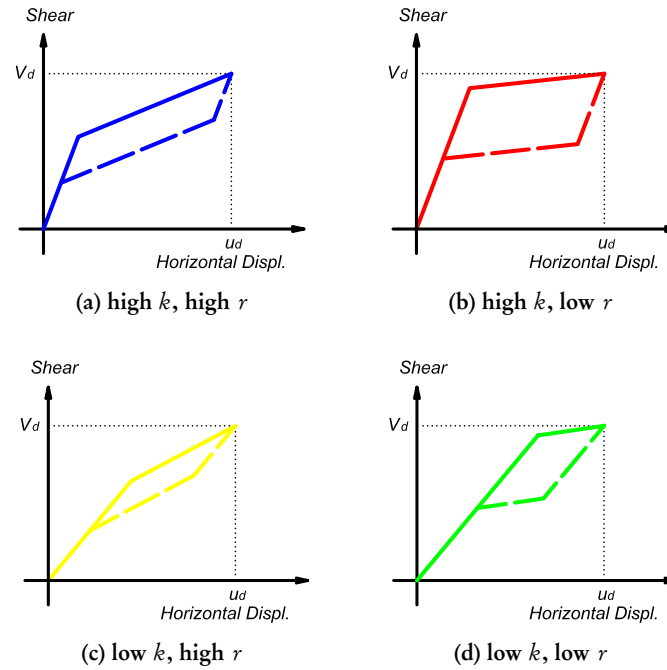 Shear
Shear
Vd
Vd
ud
ud
Horizontal Displ.
Horizontal Displ.
(a) high k, high r
(b) high k, low r
Shear
Shear
Vd
Vd
ud
ud
Horizontal Displ.
Horizontal Displ.
(c) low k, high r
(d) low k, low r